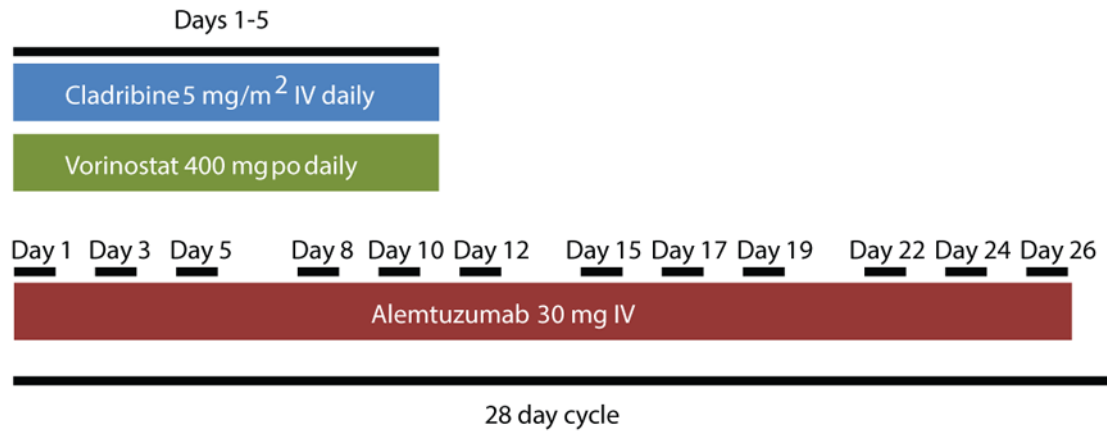 Days 1-5
Cladribine 5 mg/m² IV daily
Vorinostat 400 mg po daily
Day 1 Day 3 Day 5 Day 8 Day 10 Day 12 Day 15 Day 17 Day 19 Day 22 Day 24 Day 26
Alemtuzumab 30 mg IV
28 day cycle